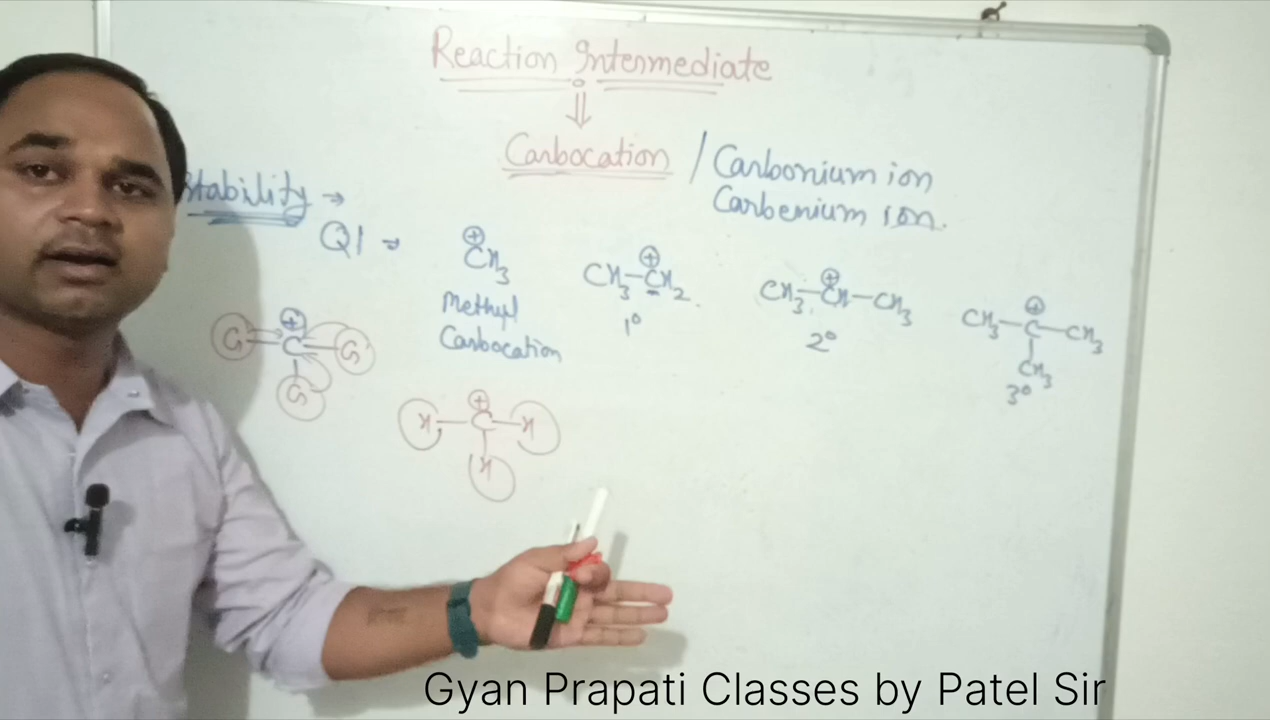 Reaction Intermediate
⇓
Carbocation / Carbonium ion
Carbenium ion.
Stability →
Q1 →
⊕
CH3
Methyl
Carbocation
⊕
CH3-CH2
1°
⊕
CH3-CH-CH3
2°
⊕
CH3-C-CH3
CH3
3°
⊕
G C G
G
⊕
H-C-H
H
Gyan Prapati Classes by Patel Sir